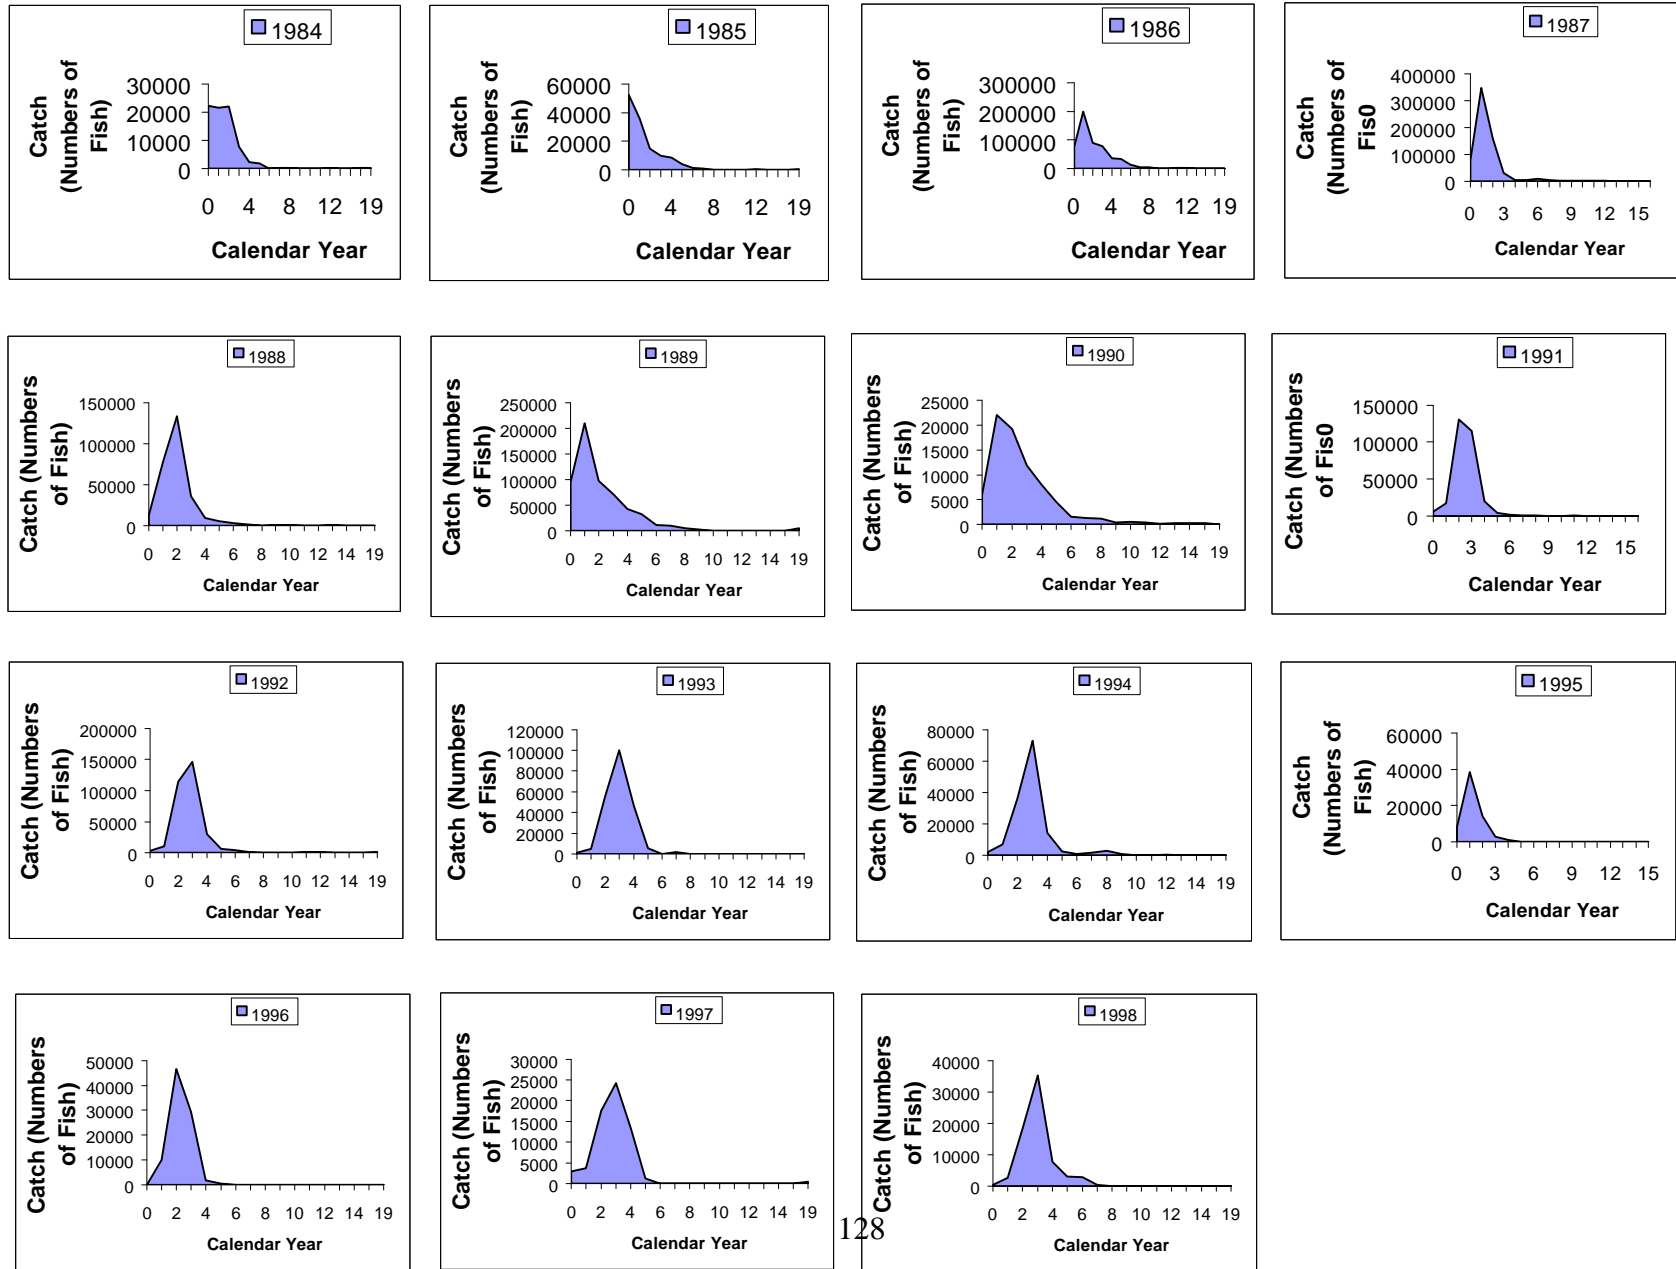 1984
Catch
(Numbers of
Fish)
30000
20000
10000
0
0 4 8 12 19
Calendar Year
1985
Catch
(Numbers of
Fish)
60000
40000
20000
0
0 4 8 12 19
Calendar Year
1986
Catch
(Numbers of
Fish)
300000
200000
100000
0
0 4 8 12 19
Calendar Year
1987
Catch
(Numbers of
Fis0
400000
300000
200000
100000
0
0 3 6 9 12 15
Calendar Year
1988
Catch (Numbers
of Fish)
150000
100000
50000
0
0 2 4 6 8 10 12 14 19
Calendar Year
1989
Catch (Numbers
of Fish)
250000
200000
150000
100000
50000
0
0 2 4 6 8 10 12 14 19
Calendar Year
1990
Catch (Numbers
of Fish)
25000
20000
15000
10000
5000
0
0 2 4 6 8 10 12 14 19
Calendar Year
1991
Catch (Numbers
of Fis0
150000
100000
50000
0
0 3 6 9 12 15
Calendar Year
1992
Catch (Numbers
of Fish)
200000
150000
100000
50000
0
0 2 4 6 8 10 12 14 19
Calendar Year
1993
Catch (Numbers
of Fish)
120000
100000
80000
60000
40000
20000
0
0 2 4 6 8 10 12 14 19
Calendar Year
1994
Catch (Numbers
of Fish)
80000
60000
40000
20000
0
0 2 4 6 8 10 12 14 19
Calendar Year
1995
Catch
(Numbers of
Fish)
60000
40000
20000
0
0 3 6 9 12 15
Calendar Year
1996
Catch (Numbers
of Fish)
50000
40000
30000
20000
10000
0
0 2 4 6 8 10 12 14 19
Calendar Year
1997
Catch (Numbers
of Fish)
30000
25000
20000
15000
10000
5000
0
0 2 4 6 8 10 12 14 19
Calendar Year
1998
Catch (Numbers
of Fish)
40000
30000
20000
10000
0
0 2 4 6 8 10 12 14 19
Calendar Year
128